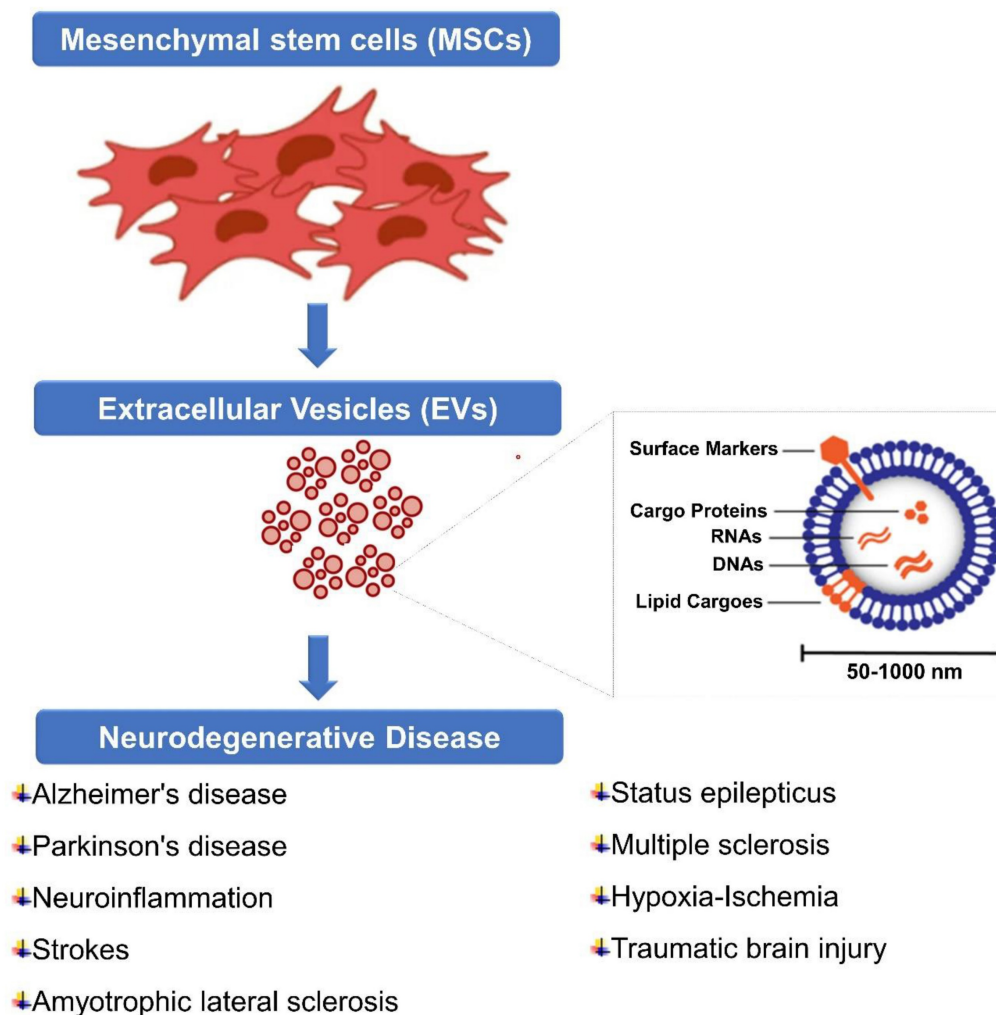 Mesenchymal stem cells (MSCs)
Extracellular Vesicles (EVs)
Surface Markers
Cargo Proteins
RNAs
DNAs
Lipid Cargoes
50-1000 nm
Neurodegenerative Disease
Alzheimer's disease
Parkinson's disease
Neuroinflammation
Strokes
Amyotrophic lateral sclerosis
Status epilepticus
Multiple sclerosis
Hypoxia-Ischemia
Traumatic brain injury